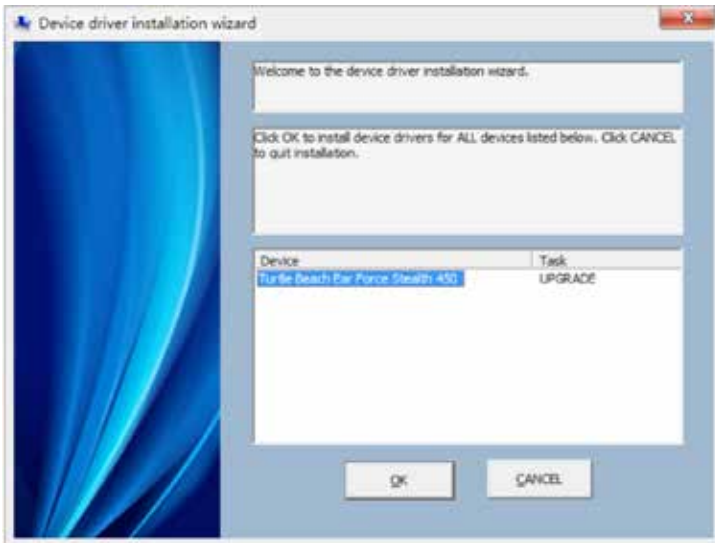 Device driver installation wizard
Welcome to the device driver installation wizard.
Click OK to install device drivers for ALL devices listed below. Click CANCEL
to quit installation.
Device Task
Turtle Beach Ear Force Stealth 450 UPGRADE
OK CANCEL